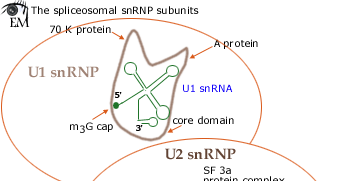 The spliceosomal snRNP subunits
EM
70 K protein
A protein
U1 snRNP
U1 snRNA
5'
m3G cap
3'
core domain
U2 snRNP
SF 3a
protein complex